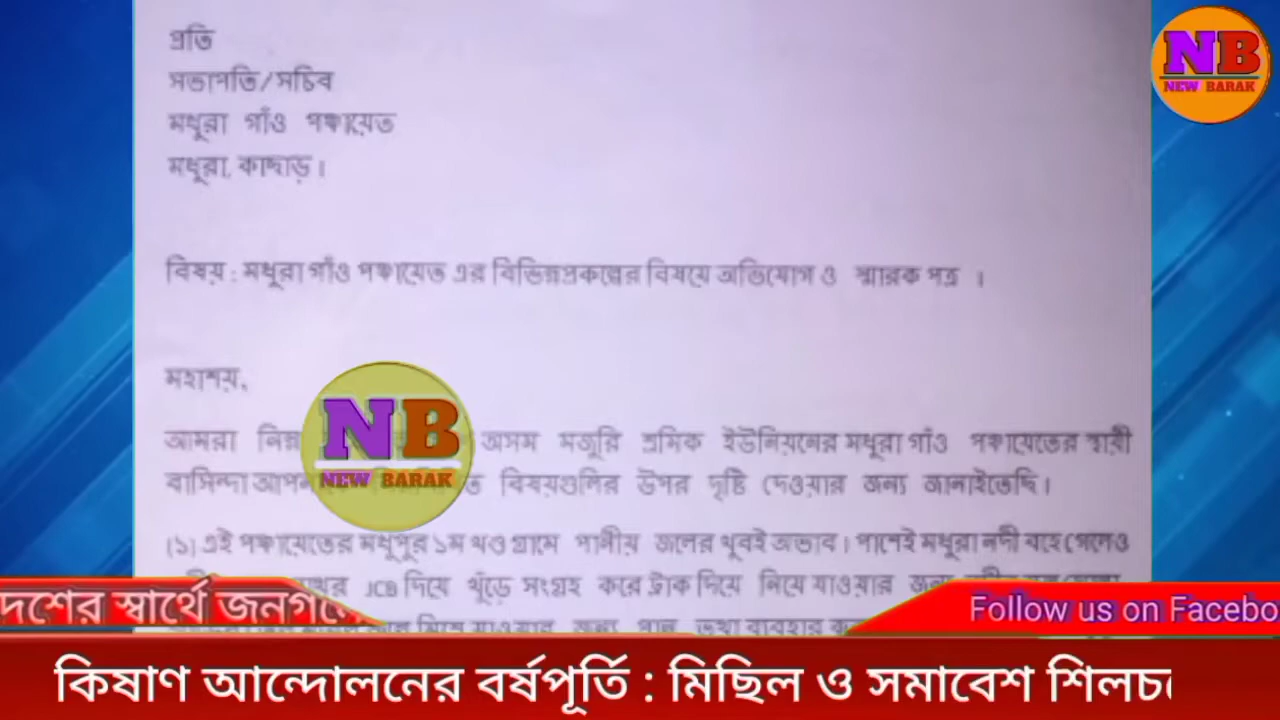 প্রতি
সভাপতি/সচিব
মধুরা গাঁও পঞ্চায়েত
মধুরা, কাছাড়।
বিষয় : মধুরা গাঁও পঞ্চায়েত এর বিভিন্নপ্রকল্পের বিষয়ে অভিযোগ ও স্মারক পত্র ।
মহাশয়,
আমরা নিম্ন অসম মজুরি শ্রমিক ইউনিয়নের মধুরা গাঁও পঞ্চায়েতের স্থায়ী
বাসিন্দা বিষয়গুলির উপর দৃষ্টি দেওয়ার জন্য জানাইতেছি।
(১) এই পঞ্চায়েতের মধুপুর ১ম খণ্ড গ্রামে পানীয় জলের খুবই অভাব। পাশেই মধুরা নদী বহে গেলেও
JCB দিয়ে খুঁড়ে সংগ্রহ করে ট্রাক দিয়ে নিয়ে যাওয়ার
NB
NEW BARAK
NB
NEW BARAK
দেশের স্বার্থে
Follow us on Facebo
কিষাণ আন্দোলনের বর্ষপূর্তি : মিছিল ও সমাবেশ